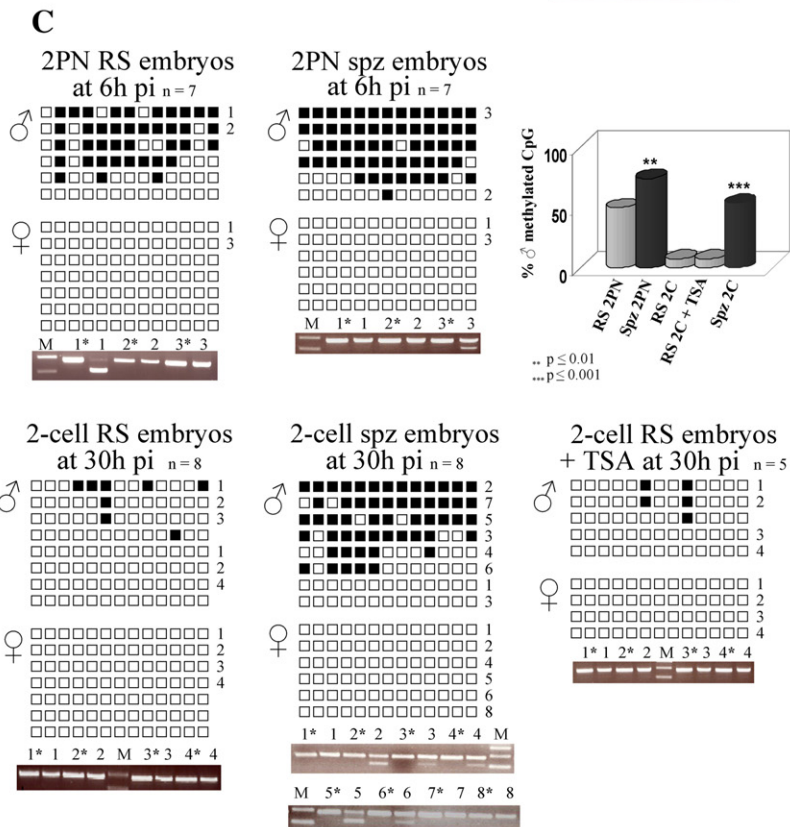 C
2PN RS embryos
at 6h pi n = 7
♂ 1
2
♀ 1
3
M 1* 1 2* 2 3* 3
2PN spz embryos
at 6h pi n = 7
♂ 3
2
♀ 1
3
M 1* 1 2* 2 3* 3
% ♂ methylated CpG
100
50
0
**
***
RS 2PN
Spz 2PN
RS 2C
RS 2C + TSA
Spz 2C
** p ≤ 0.01
*** p ≤ 0.001
2-cell RS embryos
at 30h pi n = 8
♂ 1
2
3
1
2
4
♀ 1
2
3
4
1* 1 2* 2 M 3* 3 4* 4
2-cell spz embryos
at 30h pi n = 8
♂ 2
7
5
3
4
6
1
3
♀ 1
2
4
5
6
8
1* 1 2* 2 3* 3 4* 4 M
M 5* 5 6* 6 7* 7 8* 8
2-cell RS embryos
+ TSA at 30h pi n = 5
♂ 1
2
3
4
♀ 1
2
3
4
1* 1 2* 2 M 3* 3 4* 4